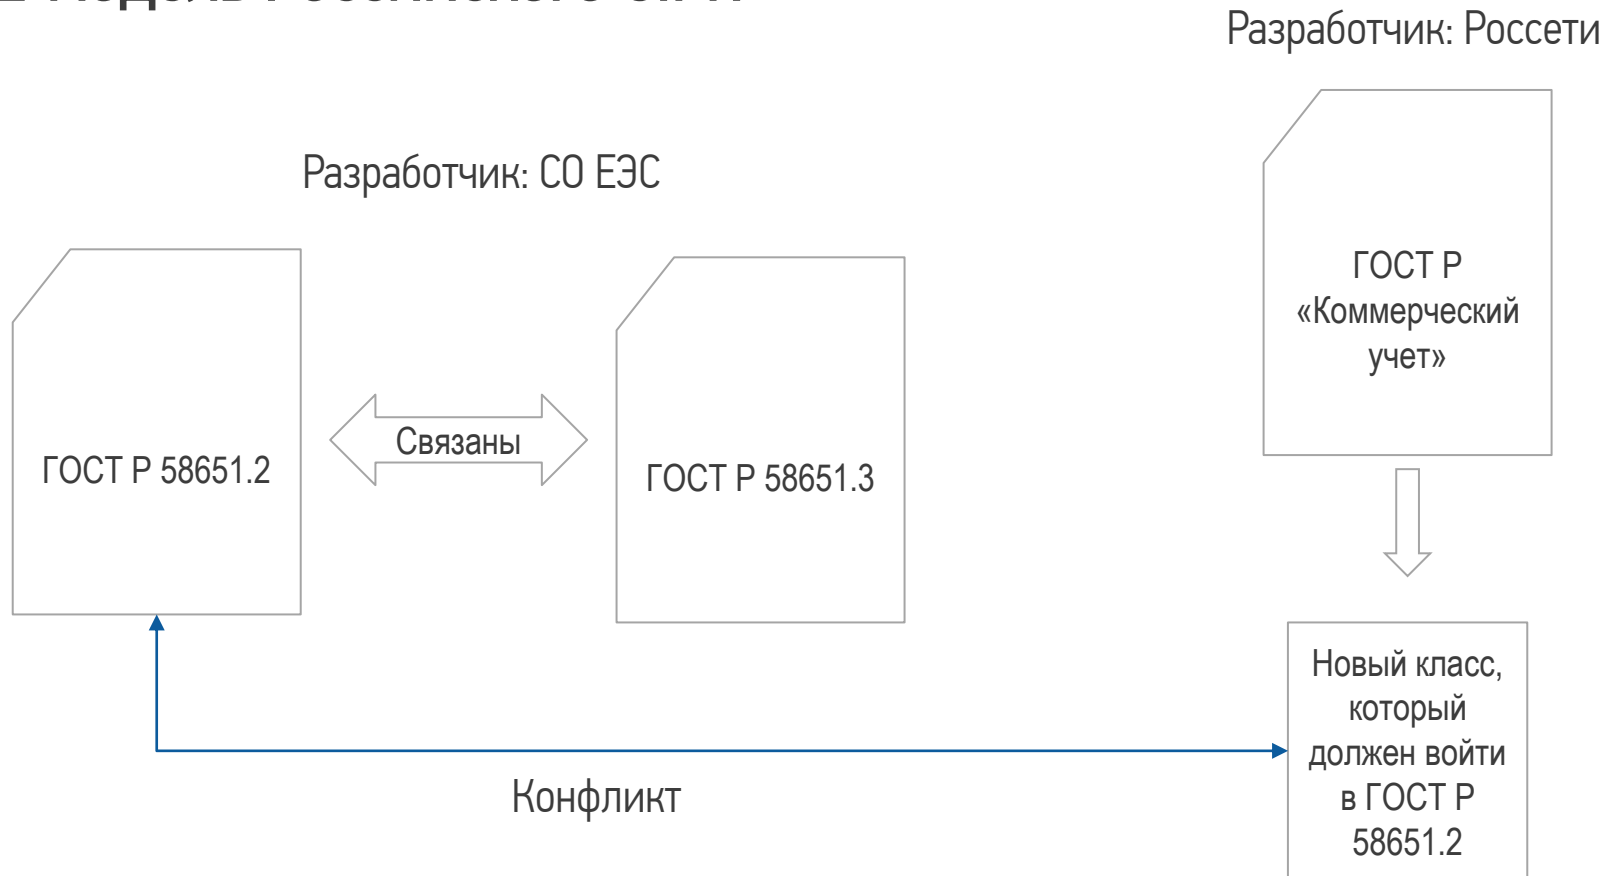 Разработчик: Россети
Разработчик: СО ЕЭС
ГОСТ Р
«Коммерческий
учет»
ГОСТ Р 58651.2
Связаны
ГОСТ Р 58651.3
Новый класс,
который
должен войти
в ГОСТ Р
58651.2
Конфликт